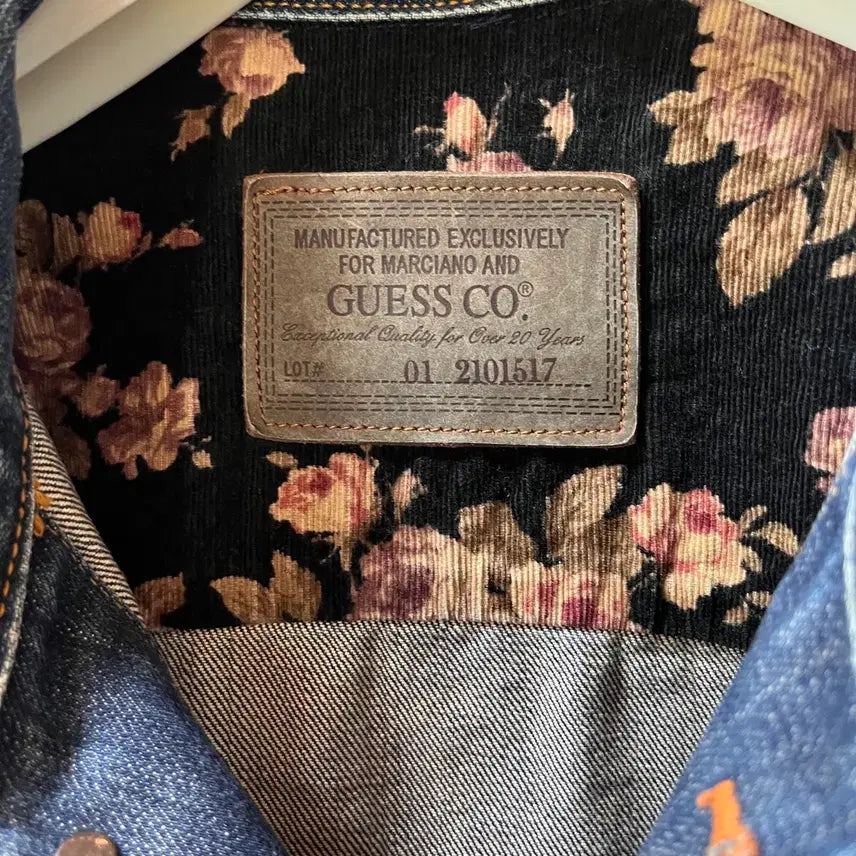 MANUFACTURED EXCLUSIVELY
FOR MARCIANO AND
GUESS CO.®
Exceptional Quality for Over 20 Years
LOT# 01 2101517